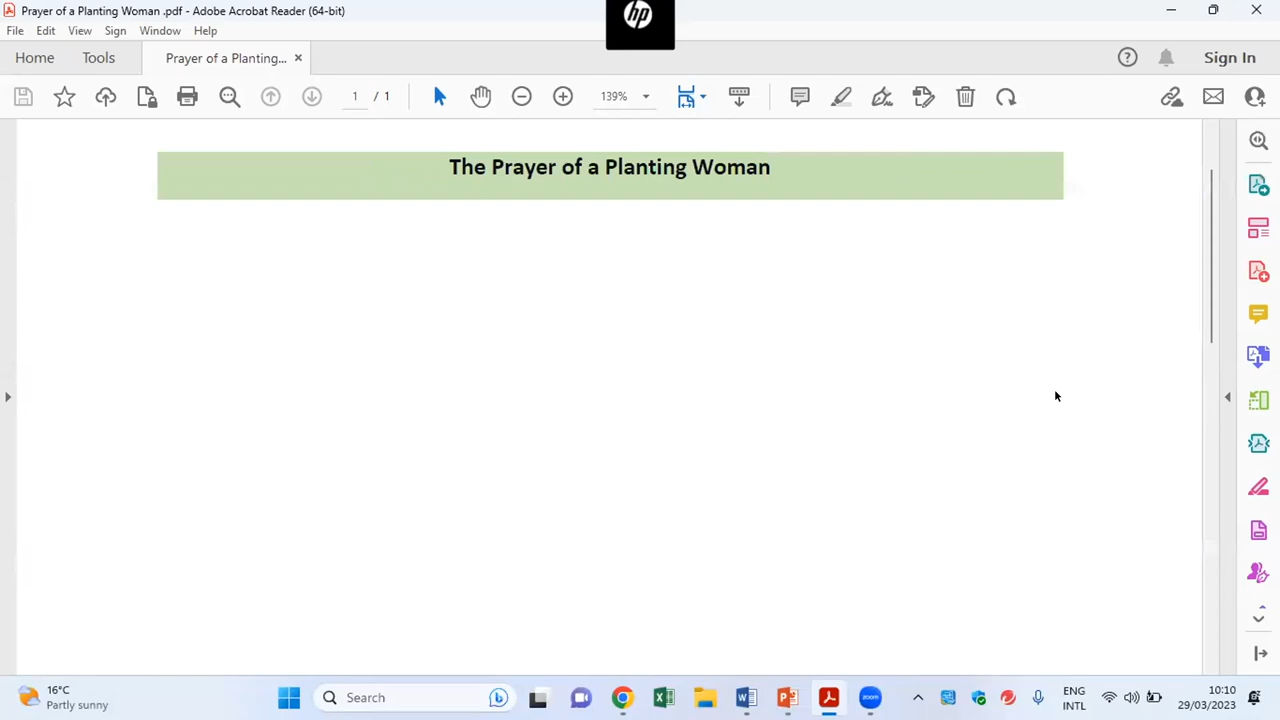 Prayer of a Planting Woman .pdf - Adobe Acrobat Reader (64-bit)
hp
File Edit View Sign Window Help
Home Tools Prayer of a Planting... Sign In
1 / 1 139%
The Prayer of a Planting Woman
16°C
Partly sunny
Search
ENG
INTL
10:10
29/03/2023